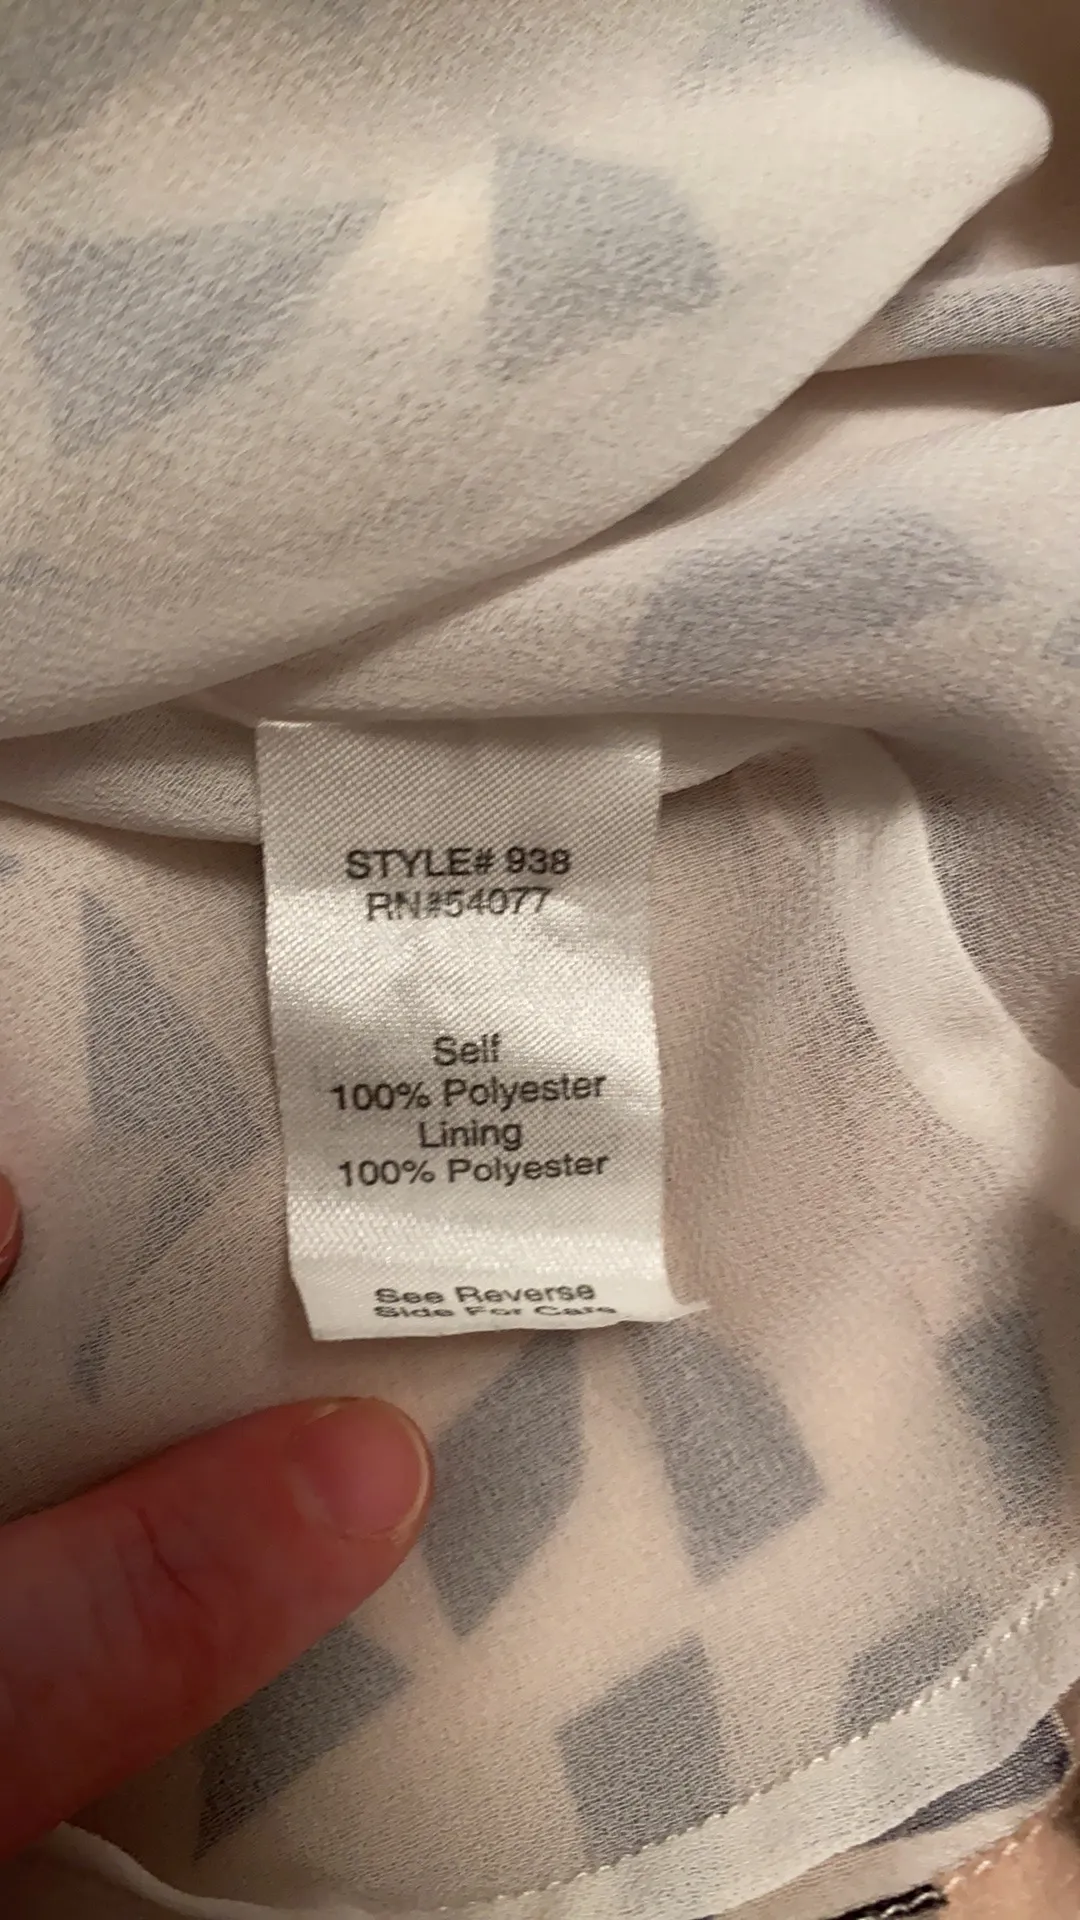 STYLE# 938
RN#54077
Self
100% Polyester
Lining
100% Polyester
See Reverse
Side For Care